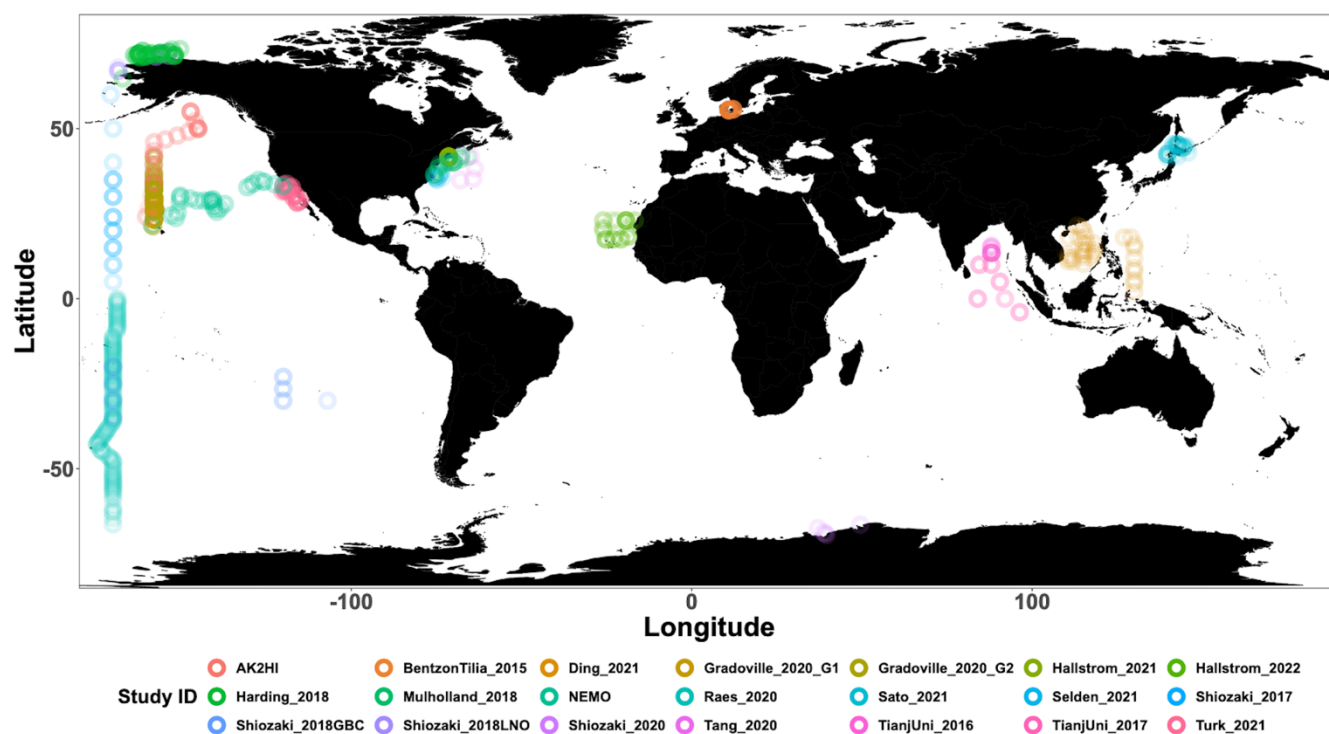 50
0
-50
Latitude
-100 0 100
Longitude
AK2HI BentzonTilia_2015 Ding_2021 Gradoville_2020_G1 Gradoville_2020_G2 Hallstrom_2021 Hallstrom_2022
Study ID Harding_2018 Mulholland_2018 NEMO Raes_2020 Sato_2021 Selden_2021 Shiozaki_2017
Shiozaki_2018GBC Shiozaki_2018LNO Shiozaki_2020 Tang_2020 TianjUni_2016 TianjUni_2017 Turk_2021